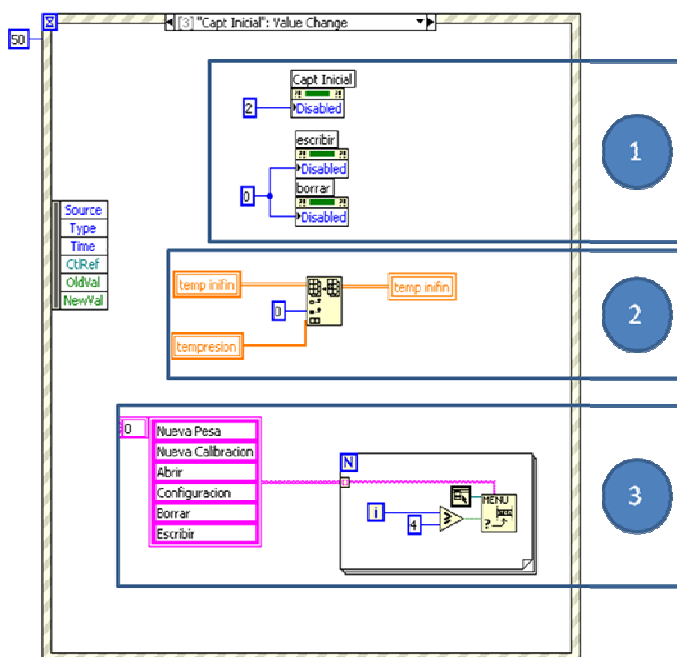 [3] "Capt Inicial": Value Change
50
Capt Inicial
2
Disabled
escribir
Disabled
0
borrar
Disabled
1
Source
Type
Time
CtlRef
OldVal
NewVal
temp inifin
temp inifin
0
tempresion
2
0
Nueva Pesa
Nueva Calibracion
Abrir
Configuracion
Borrar
Escribir
N
MENU
?
i
4
≥
3